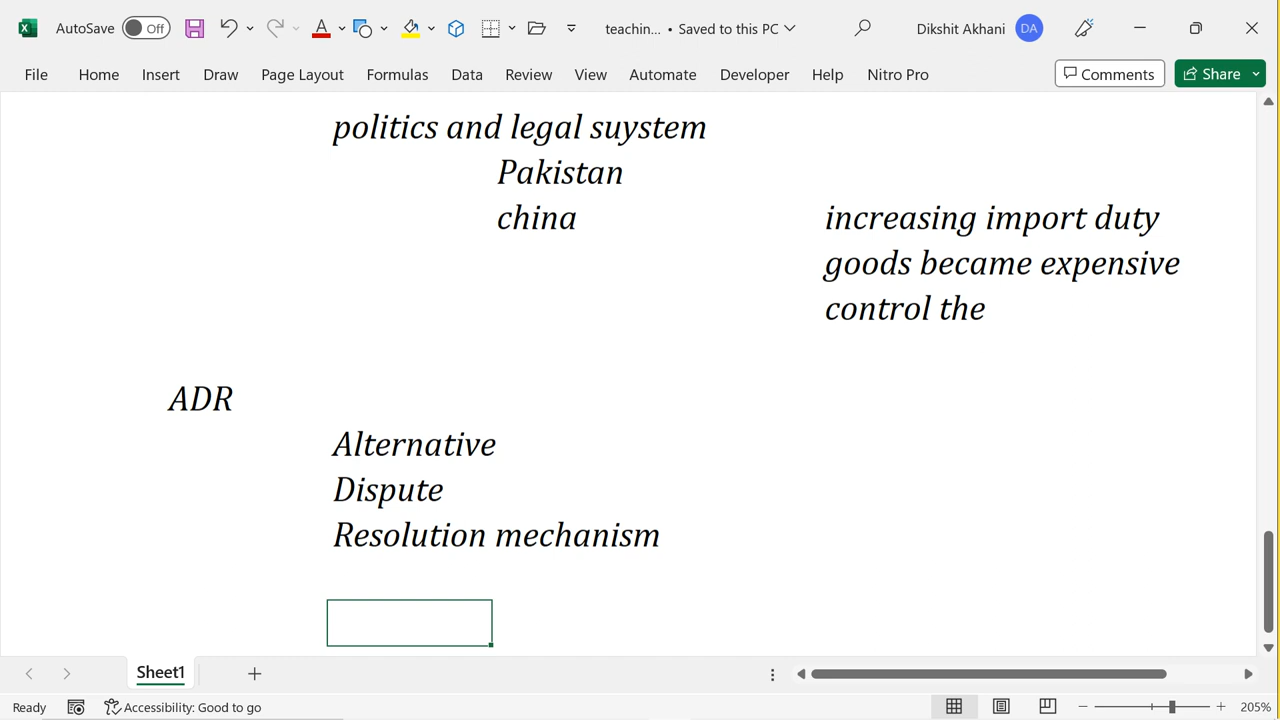 AutoSave Off teachin... • Saved to this PC Dikshit Akhani DA
File Home Insert Draw Page Layout Formulas Data Review View Automate Developer Help Nitro Pro Comments Share
politics and legal suystem
Pakistan
china increasing import duty
goods became expensive
control the
ADR
Alternative
Dispute
Resolution mechanism
Sheet1
Ready Accessibility: Good to go 205%